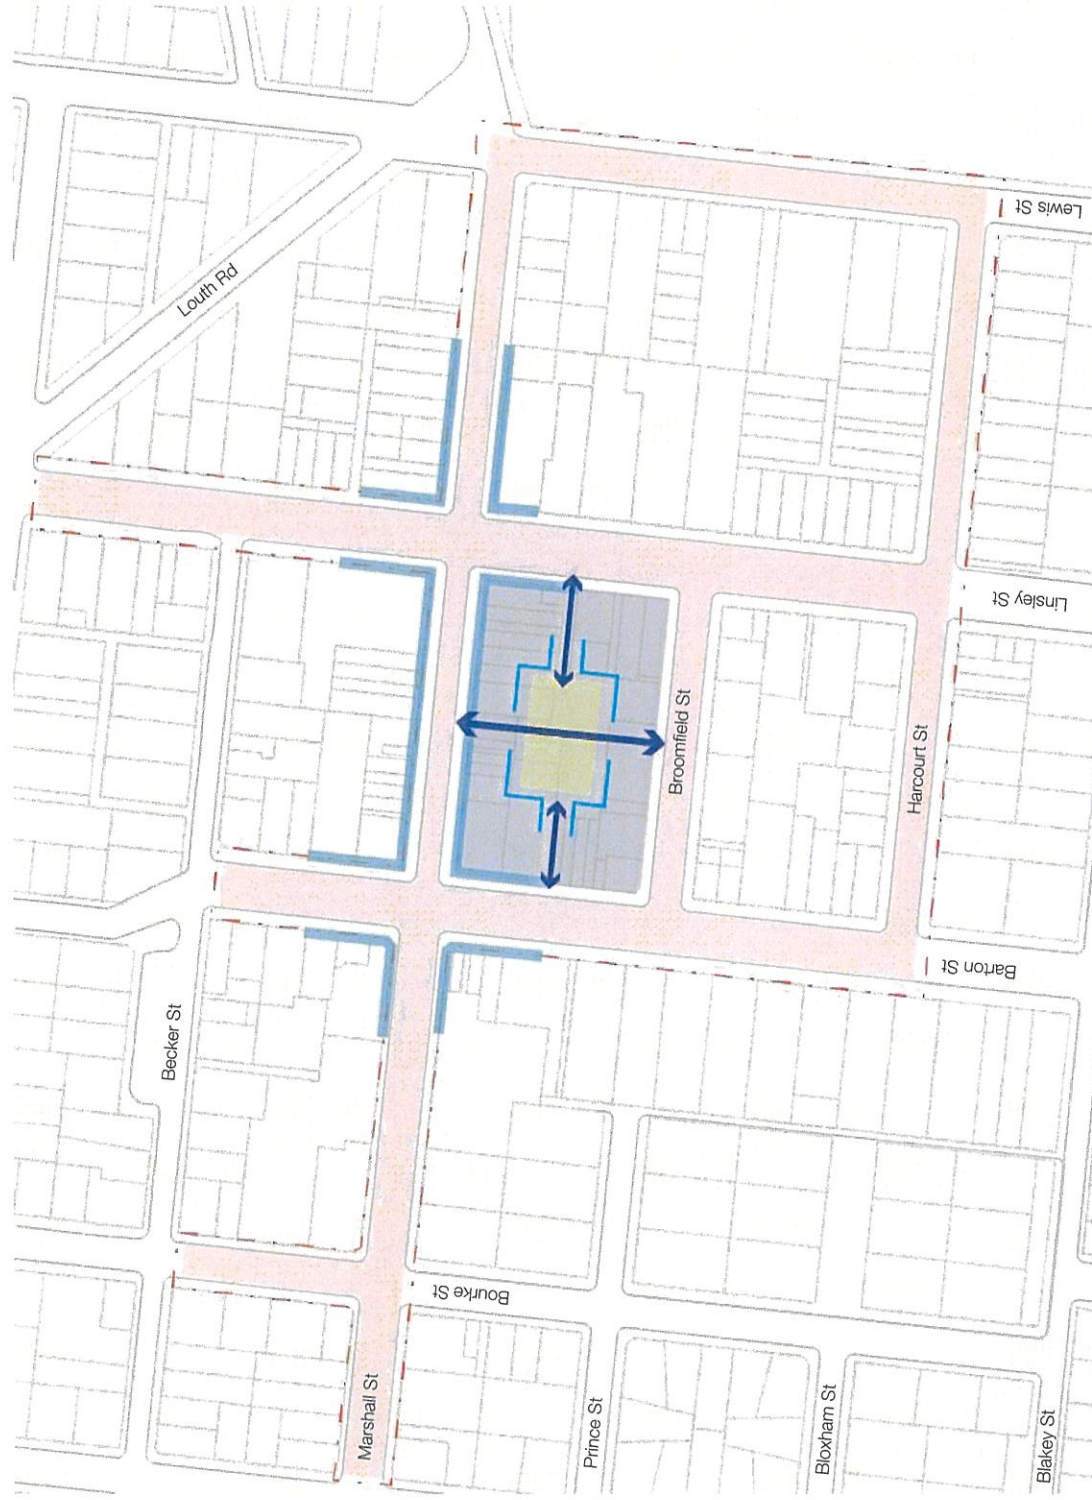 Lewis St
Louth Rd
Linsley St
Broomfield St
Harcourt St
Barton St
Becker St
Bourke St
Marshall St
Prince St
Bloxham St
Blakey St